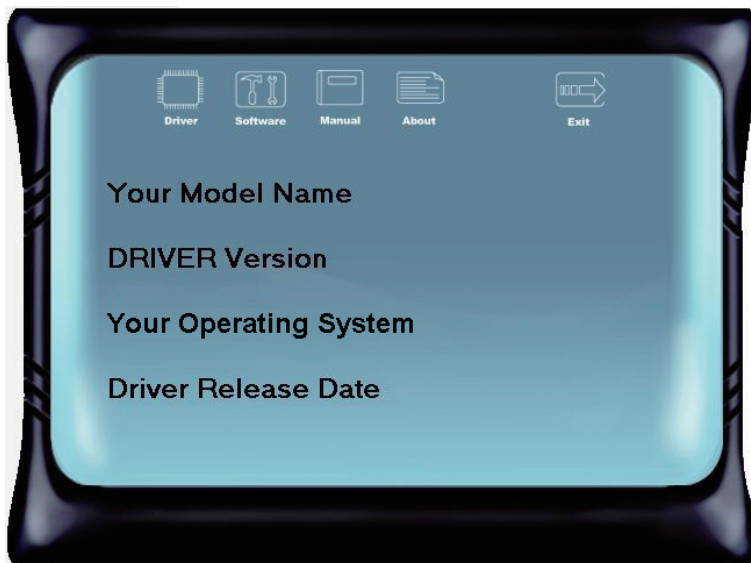 Driver Software Manual About Exit
Your Model Name
DRIVER Version
Your Operating System
Driver Release Date